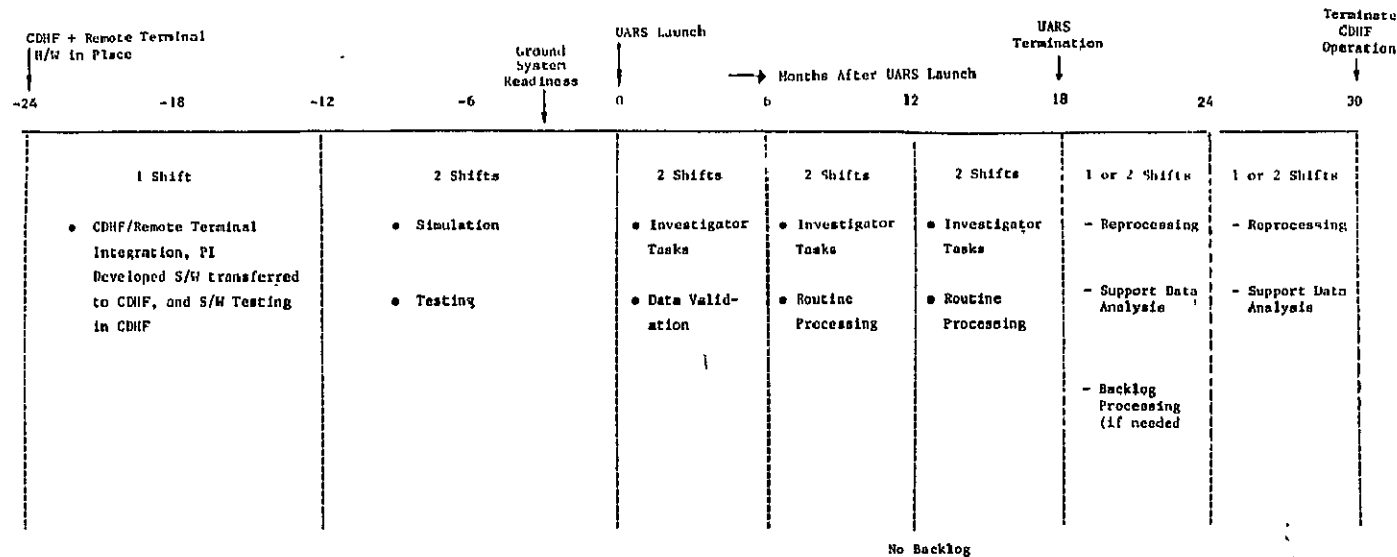 CDHF + Remote Terminal
H/W in Place
Ground
System
Readiness
UARS Launch
Months After UARS Launch
UARS
Termination
Terminate
CDHF
Operation
-24 -18 -12 -6 0 6 12 18 24 30
1 Shift
2 Shifts
2 Shifts
2 Shifts
2 Shifts
1 or 2 Shifts
1 or 2 Shifts
• CDHF/Remote Terminal
Integration, PI
Developed S/W transferred
to CDHF, and S/W Testing
in CDHF
• Simulation
• Testing
• Investigator
Tasks
• Data Valid-
ation
• Investigator
Tasks
• Routine
Processing
• Investigator
Tasks
• Routine
Processing
- Reprocessing
- Support Data
Analysis
- Backlog
Processing
(if needed
- Reprocessing
- Support Data
Analysis
No Backlog